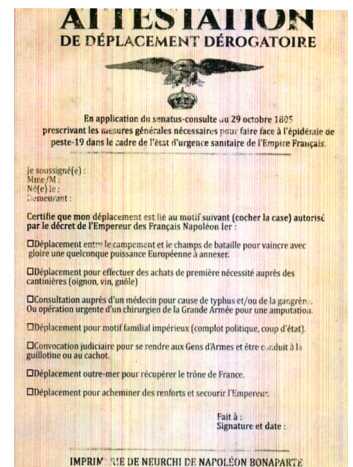 ATTESTATION
DE DÉPLACEMENT DÉROGATOIRE
En application du senatus-consulte au 29 octobre 1805
prescrivant les mesures générales nécessaires pour faire face à l'épidémie de
peste-19 dans le cadre de l'état d'urgence sanitaire de l'Empire Français.
je soussigné(e) :
Mme/M :
Né(e) le :
Demeurant :
Certifie que mon déplacement est lié au motif suivant (cocher la case) autorisé
par le décret de l'Empereur des Français Napoléon Ier :
☐Déplacement entre le campement et le champs de bataille pour vaincre avec
gloire une quelconque puissance Européenne à annexer.
☐Déplacement pour effectuer des achats de première nécessité auprès des
cantinières (oignon, vin, gnôle)
☐Consultation auprès d'un médecin pour cause de typhus et/ou de la gangrène.
Ou opération urgente d'un chirurgien de la Grande Armée pour une amputation.
☐Déplacement pour motif familial impérieux (complot politique, coup d'état).
☐Convocation judiciaire pour se rendre aux Gens d'Armes et être conduit à la
guillotine ou au cachot.
☐Déplacement outre-mer pour récupérer le trône de France.
☐Déplacement pour acheminer des renforts et secourir l'Empereur.
Fait à :
Signature et date :
IMPRIMERIE DE NEURCHI DE NAPOLÉON BONAPARTE